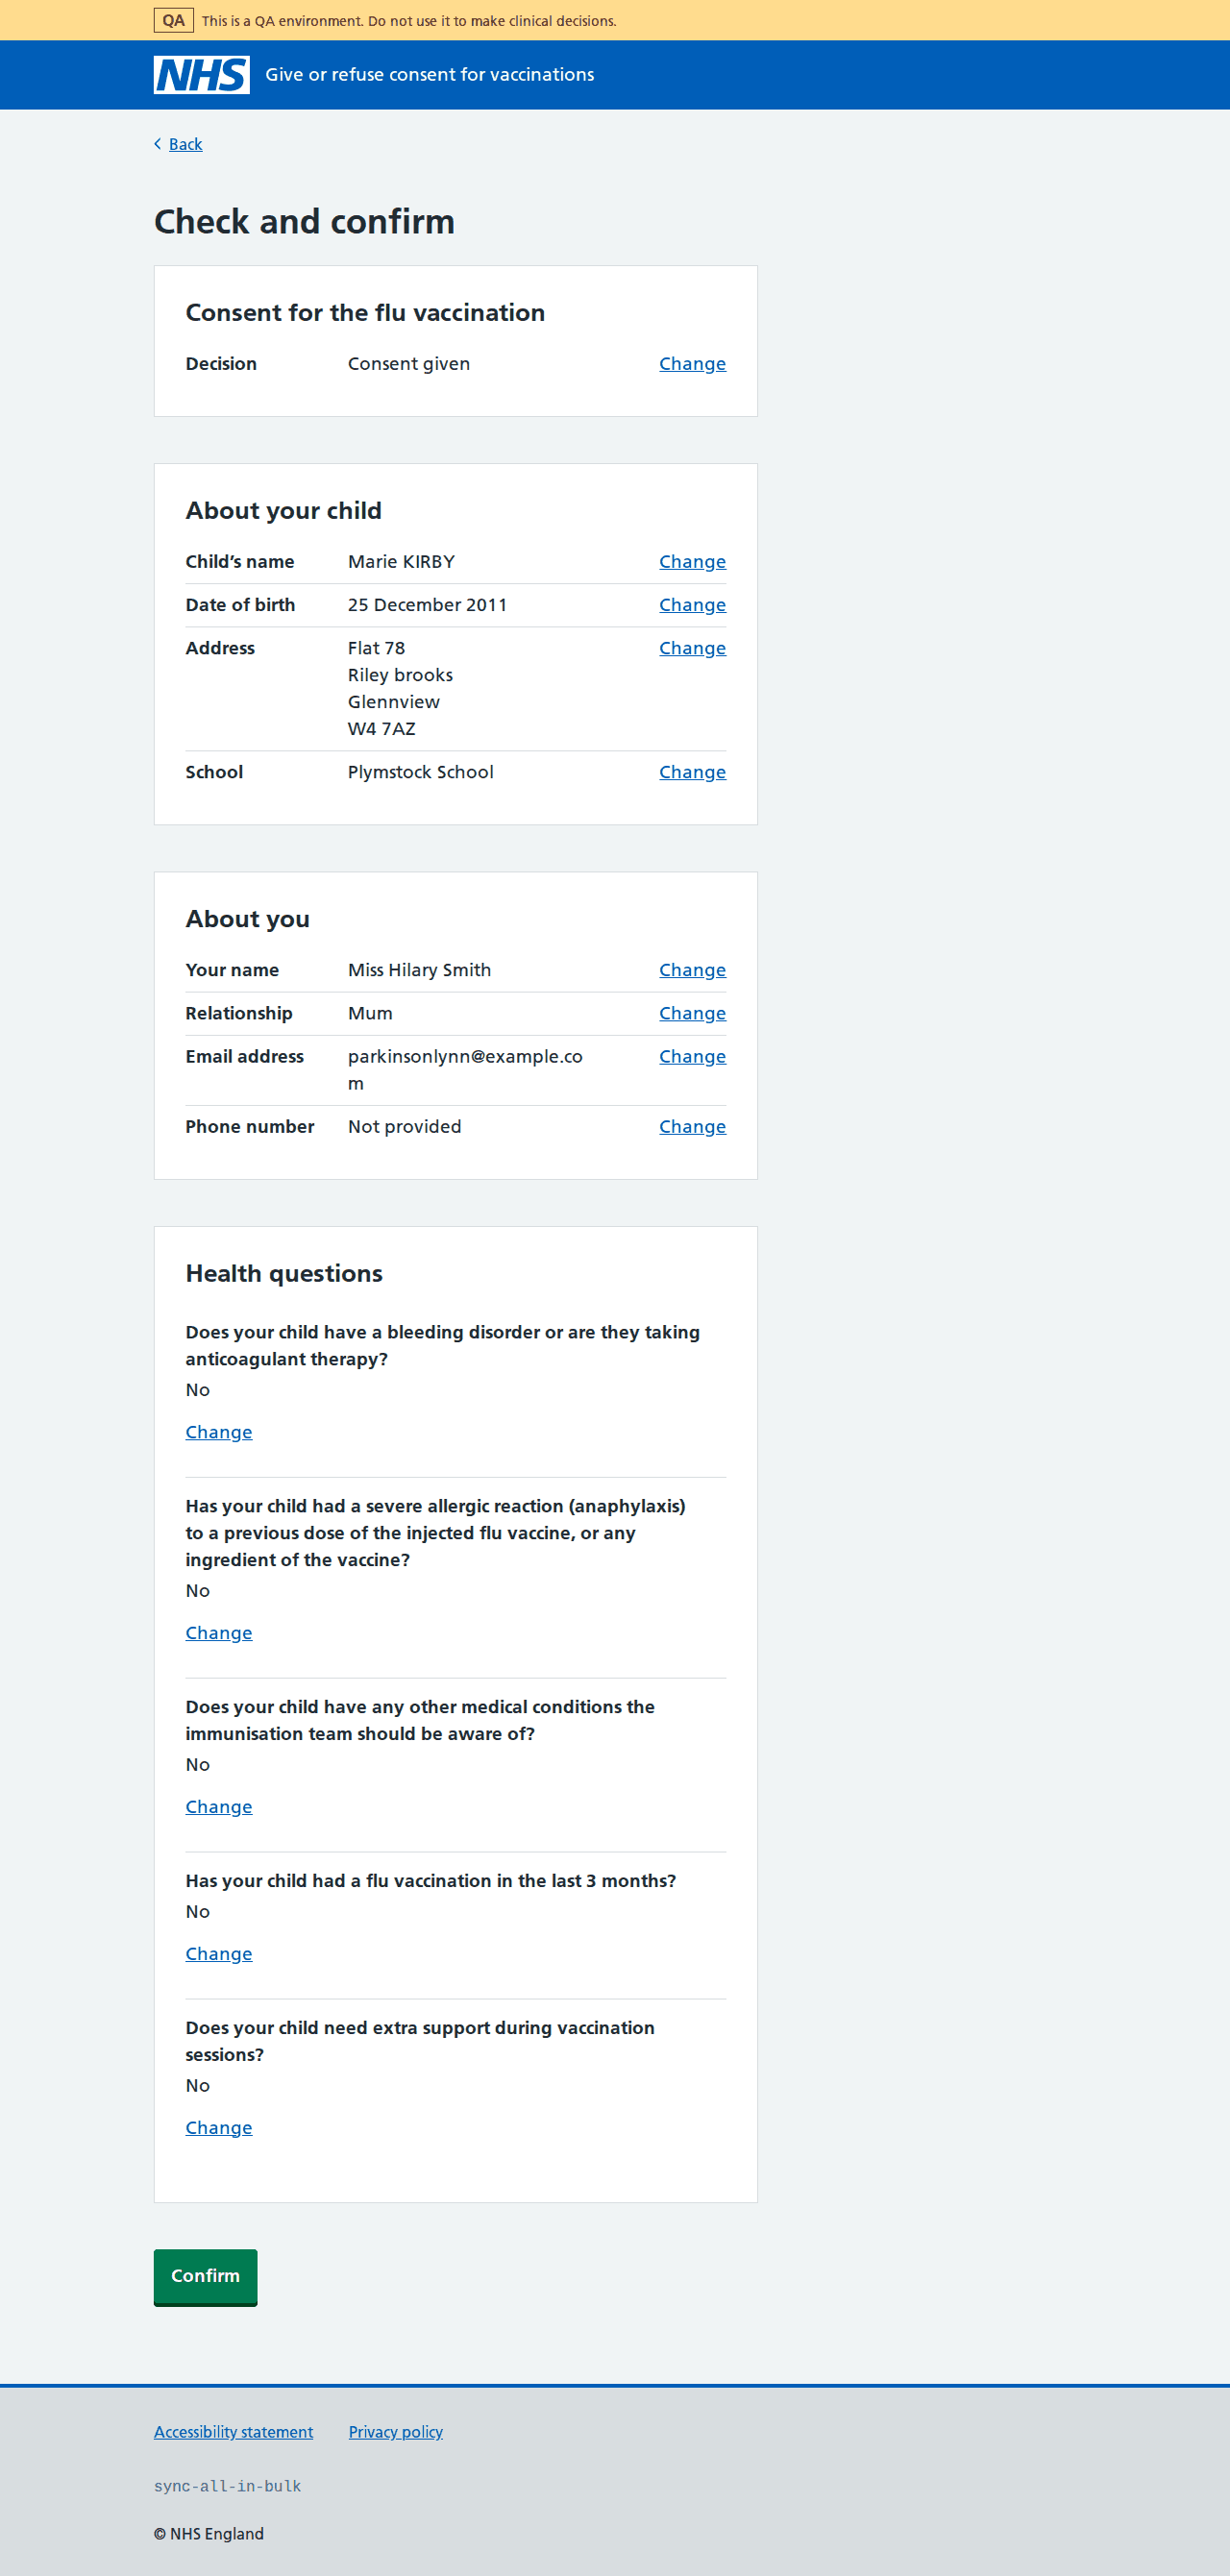 QA This is a QA environment. Do not use it to make clinical decisions.
NHS Give or refuse consent for vaccinations
Back
Check and confirm
Consent for the flu vaccination
Decision Consent given Change
About your child
Child’s name Marie KIRBY Change
Date of birth 25 December 2011 Change
Address Flat 78 Change
Riley brooks
Glennview
W4 7AZ
School Plymstock School Change
About you
Your name Miss Hilary Smith Change
Relationship Mum Change
Email address parkinsonlynn@example.co Change
m
Phone number Not provided Change
Health questions
Does your child have a bleeding disorder or are they taking
anticoagulant therapy?
No
Change
Has your child had a severe allergic reaction (anaphylaxis)
to a previous dose of the injected flu vaccine, or any
ingredient of the vaccine?
No
Change
Does your child have any other medical conditions the
immunisation team should be aware of?
No
Change
Has your child had a flu vaccination in the last 3 months?
No
Change
Does your child need extra support during vaccination
sessions?
No
Change
Confirm
Accessibility statement Privacy policy
sync-all-in-bulk
© NHS England